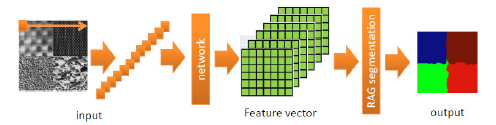 network
RAG segmentation
input
Feature vector
output